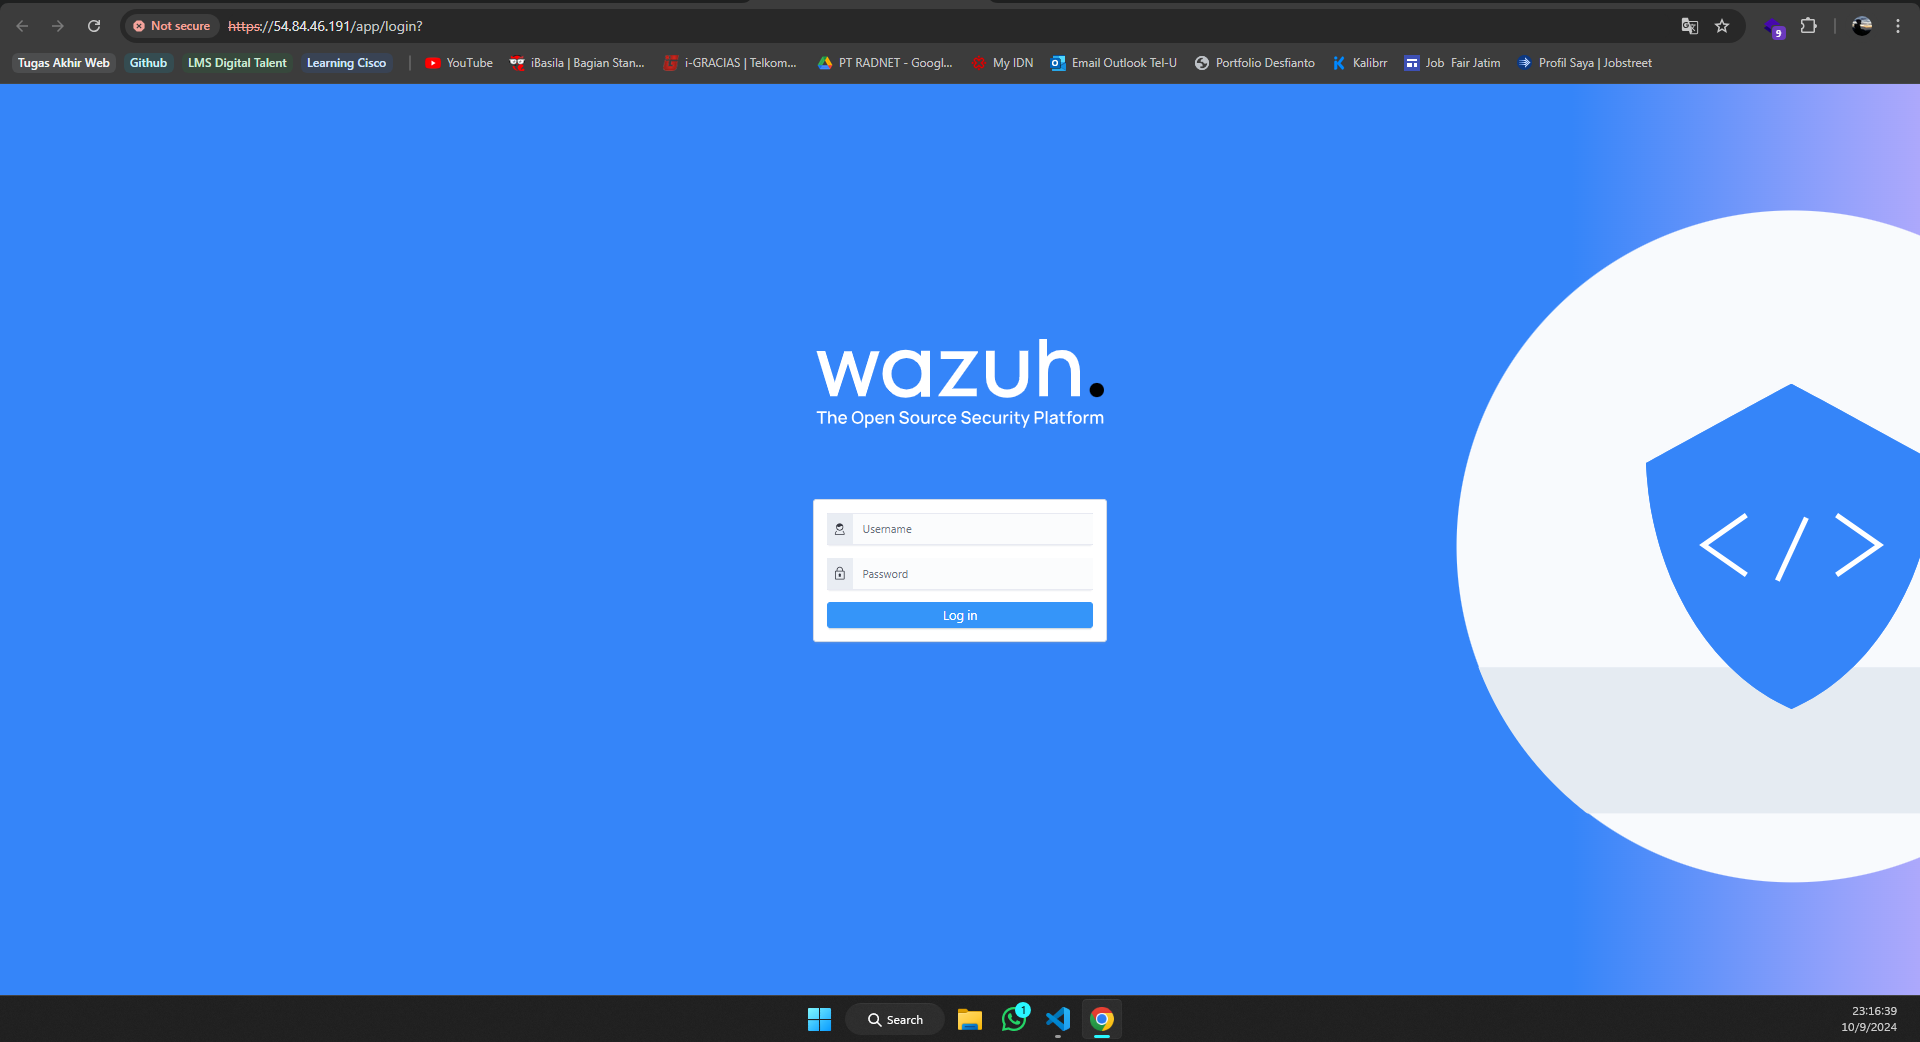 Not secure https://54.84.46.191/app/login?
9
Tugas Akhir Web Github LMS Digital Talent Learning Cisco YouTube iBasila | Bagian Stan... i-GRACIAS | Telkom... PT RADNET - Googl... My IDN Email Outlook Tel-U Portfolio Desfianto Kalibrr Job Fair Jatim Profil Saya | Jobstreet
wazuh.
The Open Source Security Platform
</>
Username
Password
Log in
Search
1
23:16:39
10/9/2024